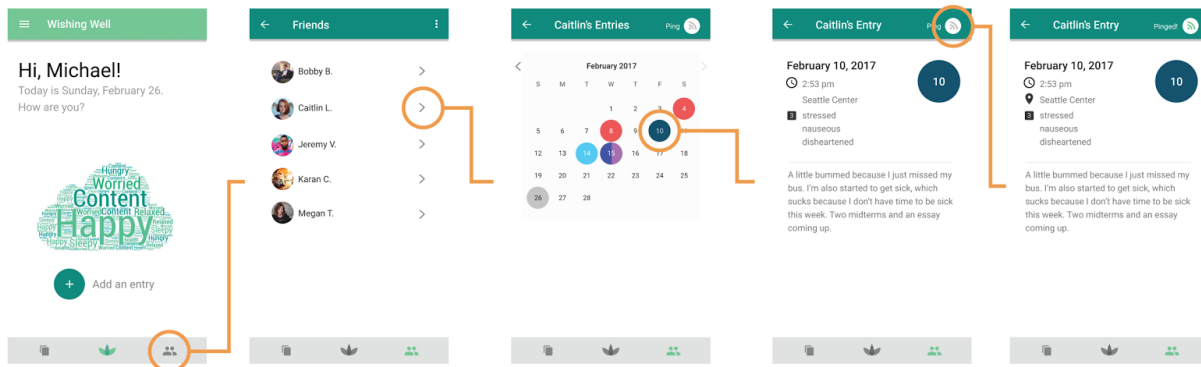 Wishing Well
Hi, Michael!
Today is Sunday, February 26.
How are you?
Hungry
Worried
Content
Worried Content Relaxed
Happy
Happy Sleepy
Add an entry
Friends
Bobby B.
Caitlin L.
Jeremy V.
Karan C.
Megan T.
Caitlin's Entries
Ping
February 2017
S M T W T F S
1 2 3 4
5 6 7 8 9 10 11
12 13 14 15 16 17 18
19 20 21 22 23 24 25
26 27 28
Caitlin's Entry
Ping
February 10, 2017
10
2:53 pm
Seattle Center
3 stressed
nauseous
disheartened
A little bummed because I just missed my
bus. I'm also started to get sick, which
sucks because I don't have time to be sick
this week. Two midterms and an essay
coming up.
Caitlin's Entry
Pinged!
February 10, 2017
10
2:53 pm
Seattle Center
3 stressed
nauseous
disheartened
A little bummed because I just missed my
bus. I'm also started to get sick, which
sucks because I don't have time to be sick
this week. Two midterms and an essay
coming up.